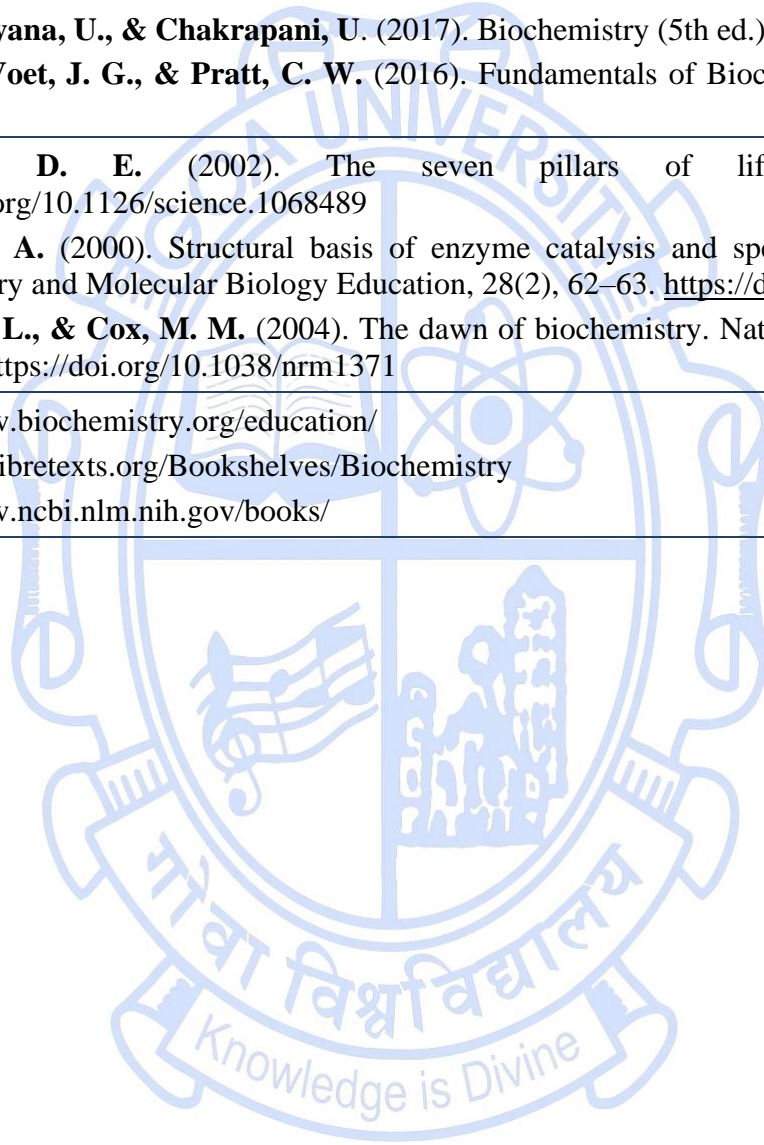 yana, U., & Chakrapani, U. (2017). Biochemistry (5th ed.)
Voet, J. G., & Pratt, C. W. (2016). Fundamentals of Bioc
D. E. (2002). The seven pillars of lif
org/10.1126/science.1068489
A. (2000). Structural basis of enzyme catalysis and spe
ry and Molecular Biology Education, 28(2), 62–63. https://d
L., & Cox, M. M. (2004). The dawn of biochemistry. Nat
ttps://doi.org/10.1038/nrm1371
w.biochemistry.org/education/
ibretexts.org/Bookshelves/Biochemistry
w.ncbi.nlm.nih.gov/books/
GOA UNIVERSITY
गोंवा विश्वविद्यालय
Knowledge is Divine